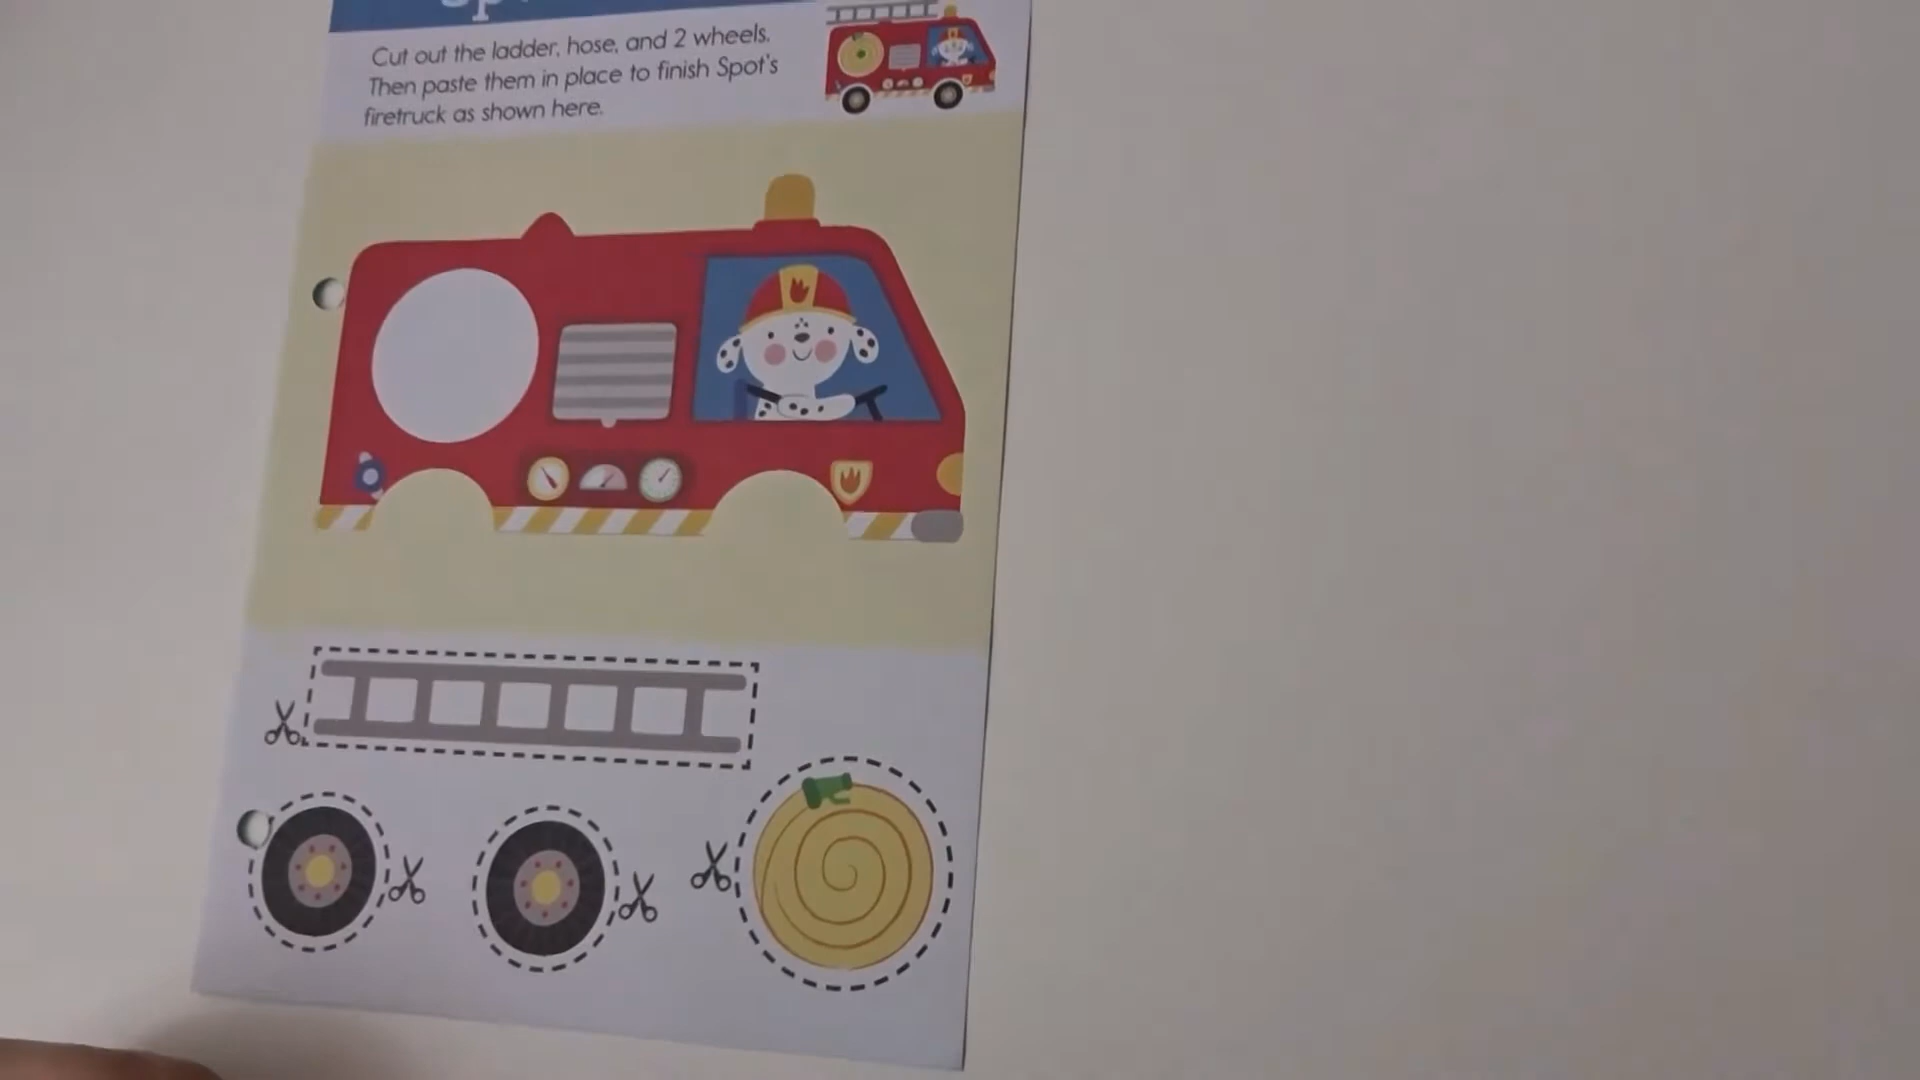 Cut out the ladder, hose, and 2 wheels.
Then paste them in place to finish Spot's
firetruck as shown here.